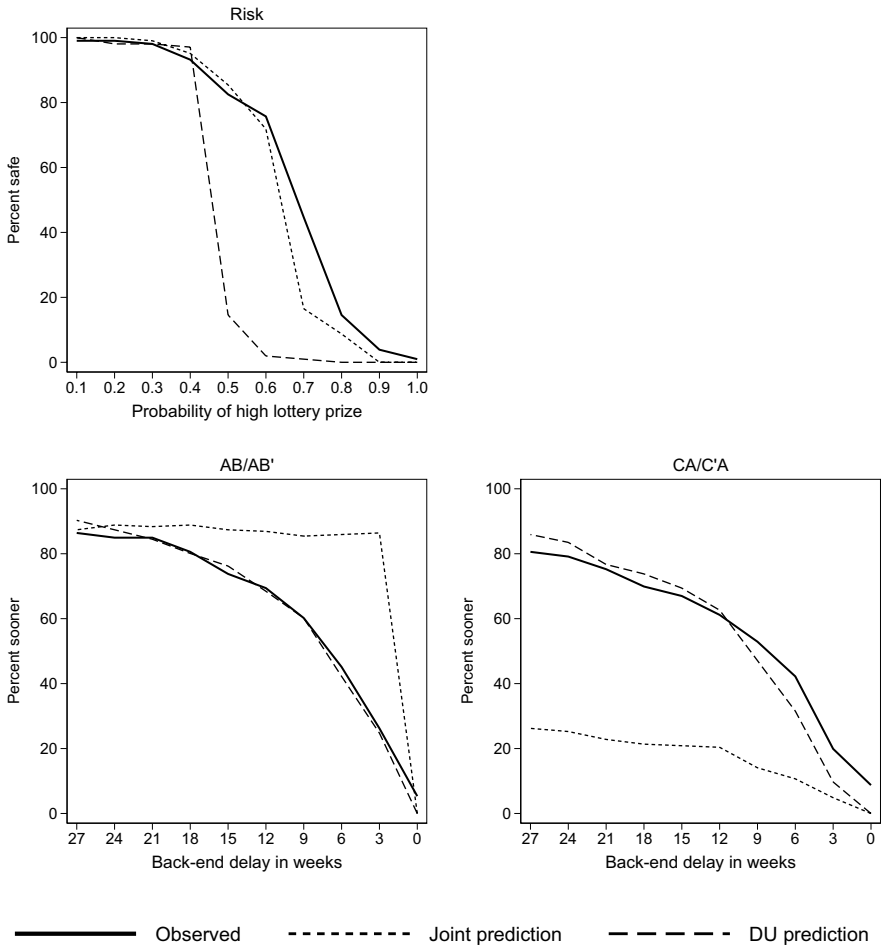 Risk
100
80
60
40
20
0
Percent safe
0.1 0.2 0.3 0.4 0.5 0.6 0.7 0.8 0.9 1.0
Probability of high lottery prize
AB/AB'
100
80
60
40
20
0
Percent sooner
27 24 21 18 15 12 9 6 3 0
Back-end delay in weeks
CA/C'A
100
80
60
40
20
0
Percent sooner
27 24 21 18 15 12 9 6 3 0
Back-end delay in weeks
Observed Joint prediction DU prediction